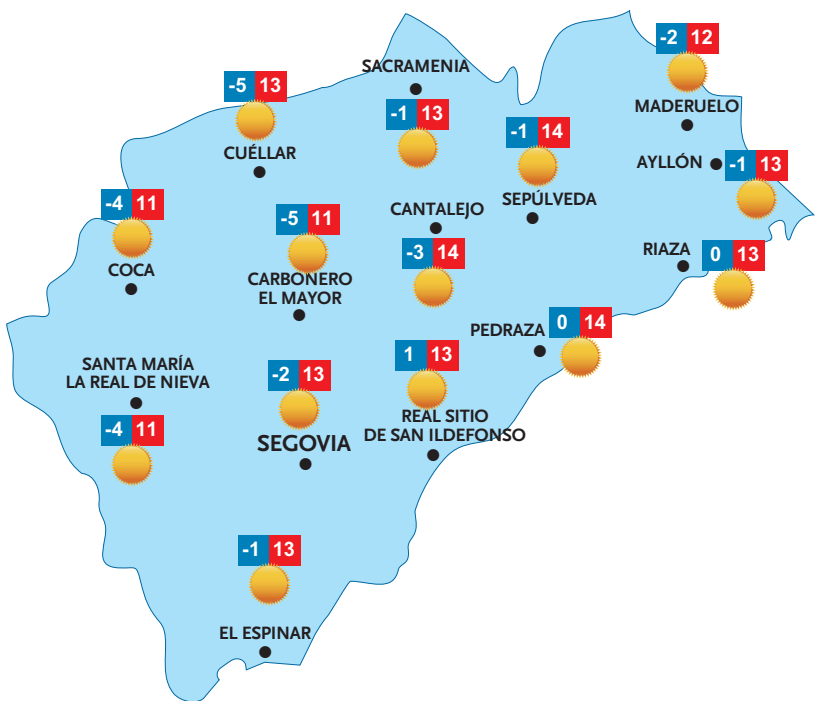 -2 12
MADERUELO
SACRAMENIA
-1 13
-5 13
CUÉLLAR
-1 14
SEPÚLVEDA
AYLLÓN
-1 13
-4 11
COCA
-5 11
CARBONERO
EL MAYOR
CANTALEJO
-3 14
RIAZA
0 13
PEDRAZA
0 14
SANTA MARÍA
LA REAL DE NIEVA
-4 11
-2 13
SEGOVIA
1 13
REAL SITIO
DE SAN ILDEFONSO
-1 13
EL ESPINAR